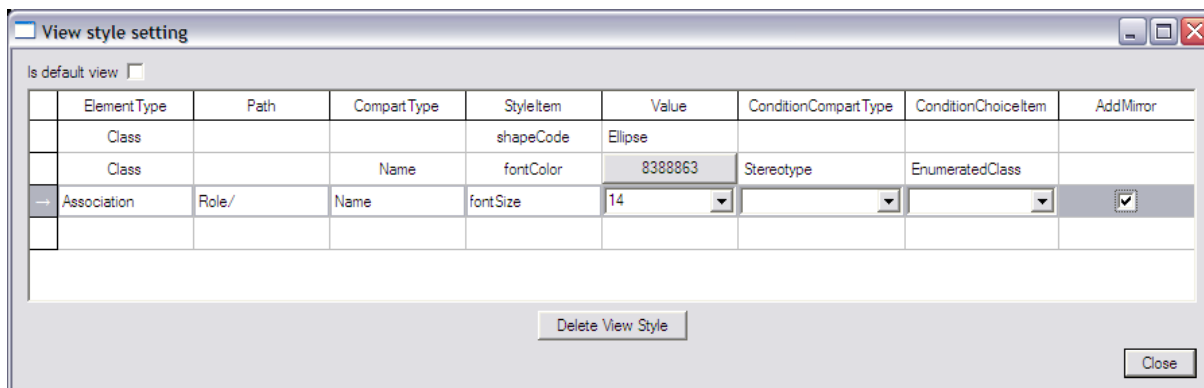 View style setting
Is default view
ElementType Path CompartType StyleItem Value ConditionCompartType ConditionChoiceItem AddMirror
Class shapeCode Ellipse
Class Name fontColor 8388863 Stereotype EnumeratedClass
Association Role/ Name fontSize 14
Delete View Style
Close